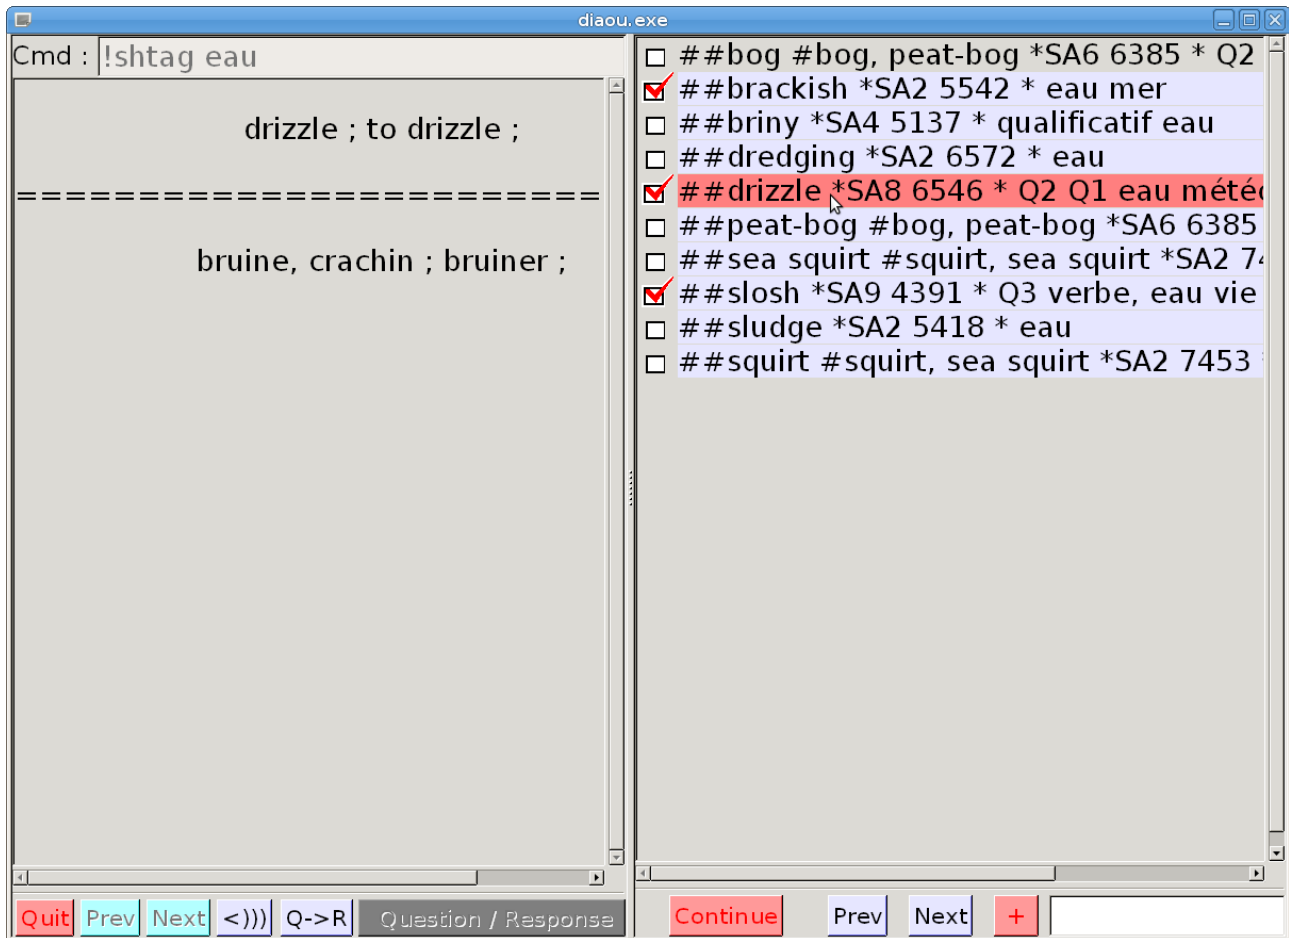 diaou.exe
Cmd : !shtag eau
drizzle ; to drizzle ;
===============================
bruine, crachin ; bruiner ;
##bog #bog, peat-bog *SA6 6385 * Q2
##brackish *SA2 5542 * eau mer
##briny *SA4 5137 * qualificatif eau
##dredging *SA2 6572 * eau
##drizzle *SA8 6546 * Q2 Q1 eau
##peat-bog #bog, peat-bog *SA6 6385
##sea squirt #squirt, sea squirt *SA2
##slosh *SA9 4391 * Q3 verbe, eau vie
##sludge *SA2 5418 * eau
##squirt #squirt, sea squirt *SA2 7453
Quit Prev Next <))) Q->R Question / Response
Continue Prev Next +